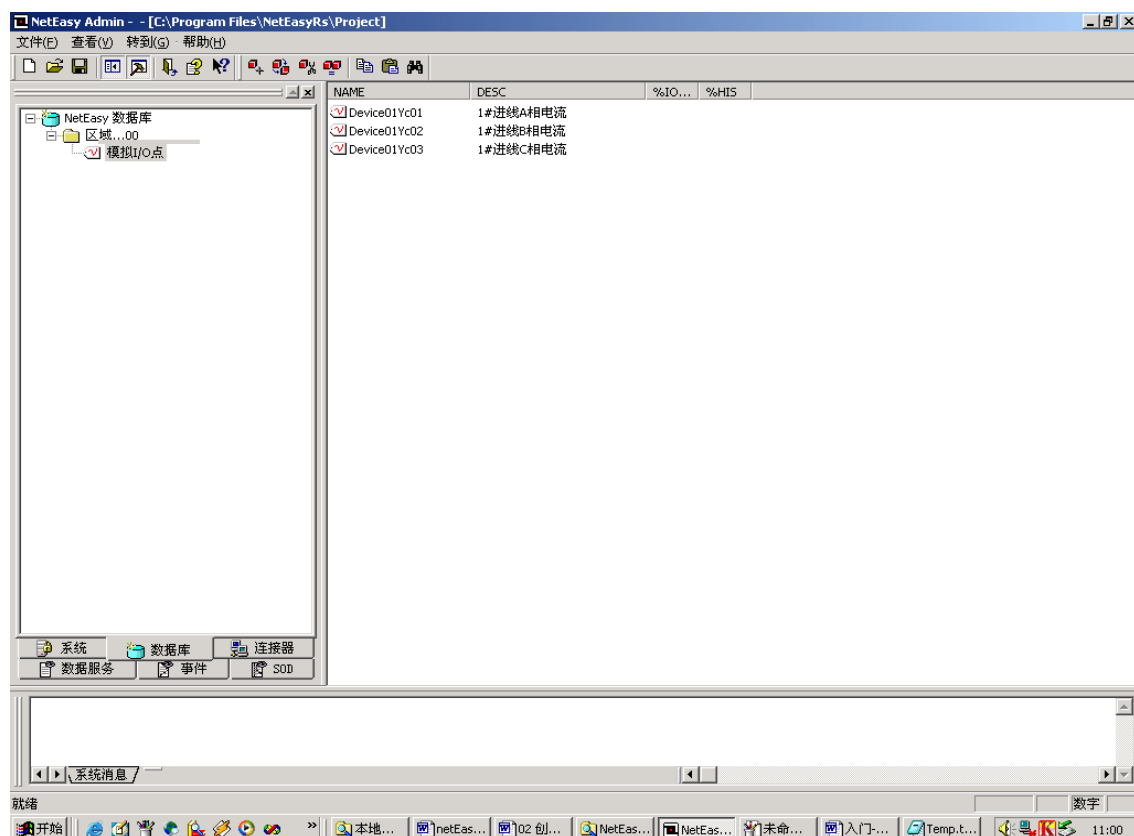 NetEasy Admin - - [C:\Program Files\NetEasyRs\Project]
文件(F) 查看(V) 转到(G) 帮助(H)
NAME DESC %IO... %HIS
NetEasy 数据库
区域...00
模拟I/O点
Device01Yc01 1#进线A相电流
Device01Yc02 1#进线B相电流
Device01Yc03 1#进线C相电流
系统 数据库 连接器
数据服务 事件 SOD
系统消息
就绪 数字
开始 » 本地... netEas... 02 创... NetEas... NetEas... 未命... 入门-... Temp.t... 11:00